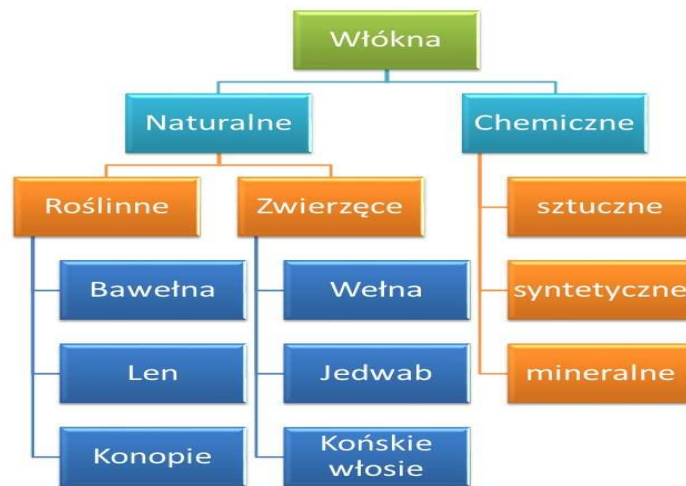 Włókna
Naturalne
Chemiczne
Roślinne
Zwierzęce
sztuczne
Bawełna
Wełna
syntetyczne
Len
Jedwab
mineralne
Konopie
Końskie
włosie